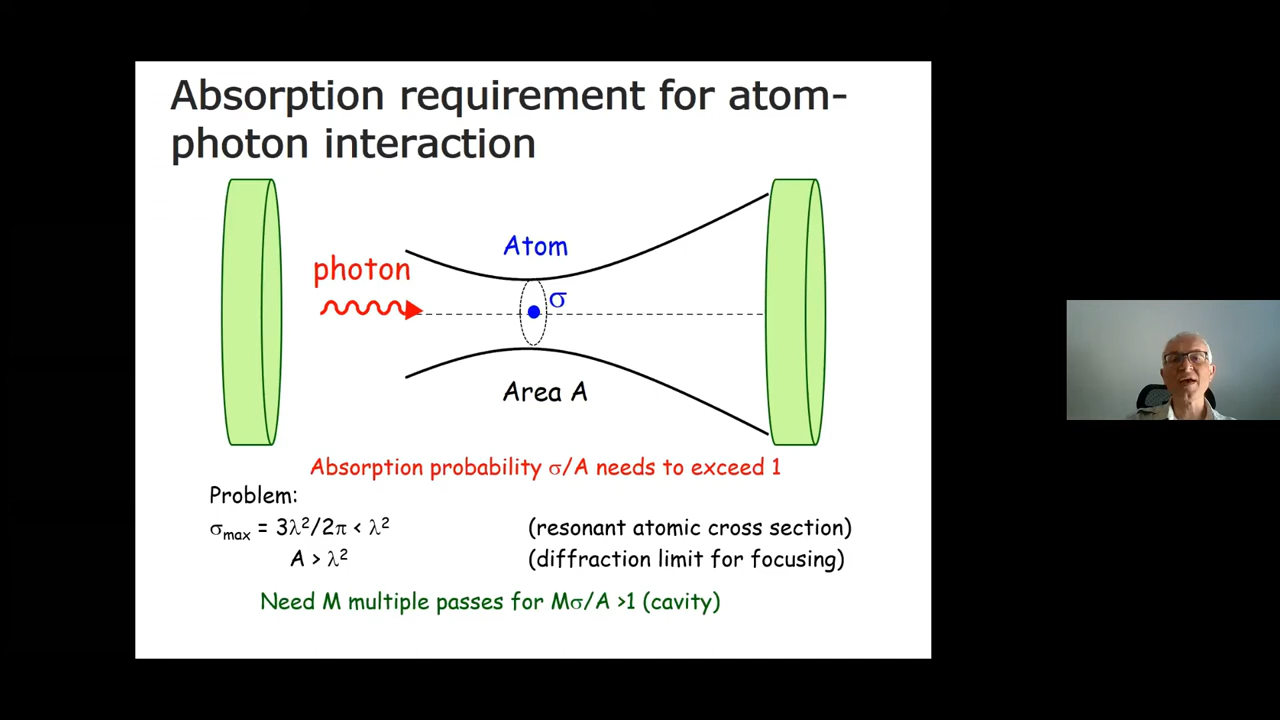 Absorption requirement for atom-
photon interaction
Atom
photon
σ
Area A
Absorption probability σ/A needs to exceed 1
Problem:
σmax = 3λ²/2π < λ² (resonant atomic cross section)
A > λ² (diffraction limit for focusing)
Need M multiple passes for Mσ/A >1 (cavity)